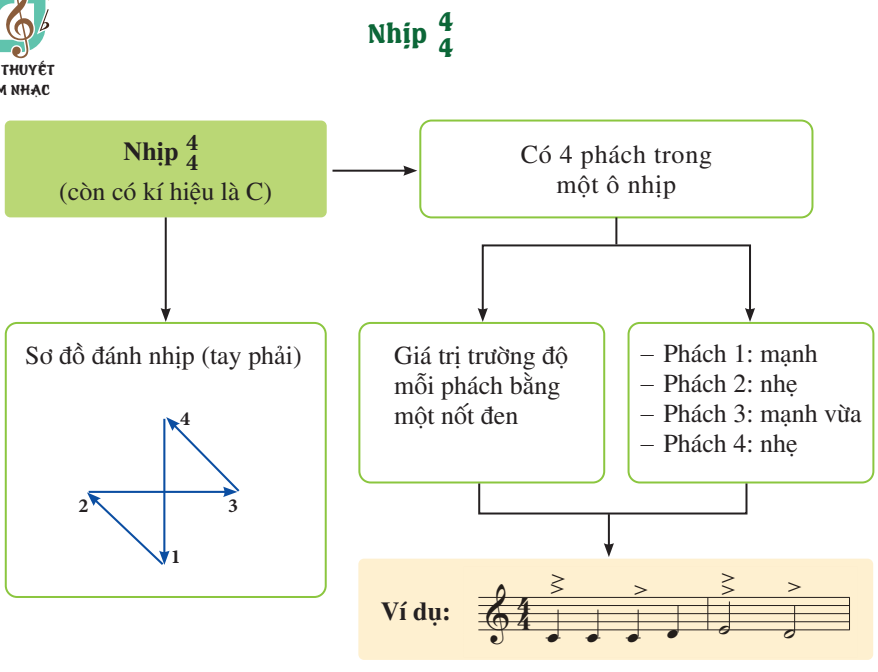 THUYẾT
M NHẠC
Nhịp 4/4
Nhịp 4/4
(còn có kí hiệu là C)
Có 4 phách trong
một ô nhịp
Sơ đồ đánh nhịp (tay phải)
4
2
3
1
Giá trị trường độ
mỗi phách bằng
một nốt đen
– Phách 1: mạnh
– Phách 2: nhẹ
– Phách 3: mạnh vừa
– Phách 4: nhẹ
Ví dụ: 4/4